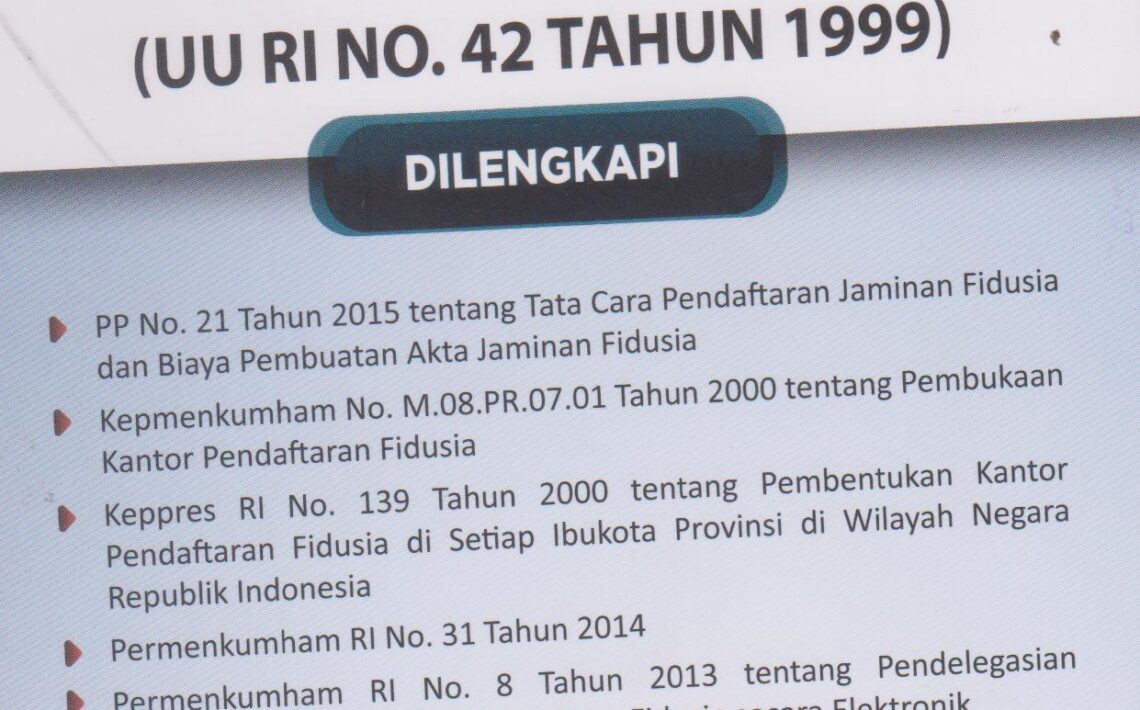 (UU RI NO. 42 TAHUN 1999)
DILENGKAPI
PP No. 21 Tahun 2015 tentang Tata Cara Pendaftaran Jaminan Fidusia
dan Biaya Pembuatan Akta Jaminan Fidusia
Kepmenkumham No. M.08.PR.07.01 Tahun 2000 tentang Pembukaan
Kantor Pendaftaran Fidusia
Keppres RI No. 139 Tahun 2000 tentang Pembentukan Kantor
Pendaftaran Fidusia di Setiap Ibukota Provinsi di Wilayah Negara
Republik Indonesia
Permenkumham RI No. 31 Tahun 2014
Permenkumham RI No. 8 Tahun 2013 tentang Pendelegasian
Fidusia secara Elektronik